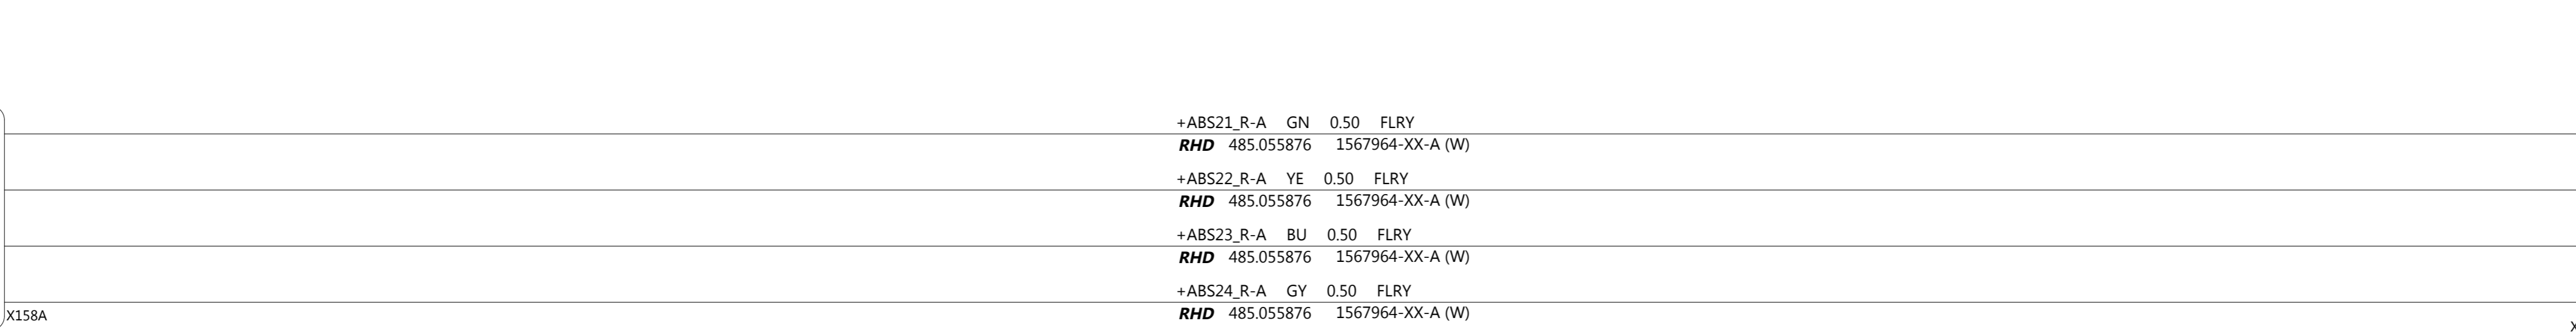 +ABS21_R-A GN 0.50 FLRY
RHD 485.055876 1567964-XX-A (W)
+ABS22_R-A YE 0.50 FLRY
RHD 485.055876 1567964-XX-A (W)
+ABS23_R-A BU 0.50 FLRY
RHD 485.055876 1567964-XX-A (W)
+ABS24_R-A GY 0.50 FLRY
RHD 485.055876 1567964-XX-A (W)
X158A